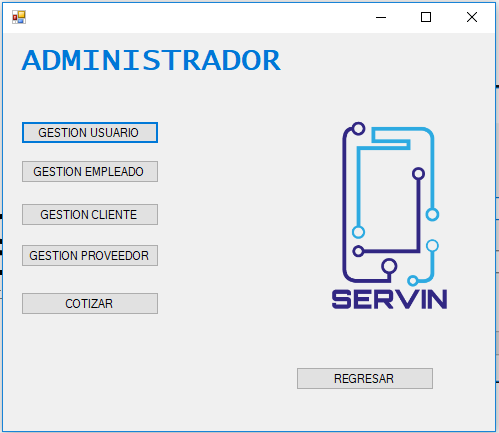 ADMINISTRADOR
GESTION USUARIO
GESTION EMPLEADO
GESTION CLIENTE
GESTION PROVEEDOR
COTIZAR
SERVIN
REGRESAR